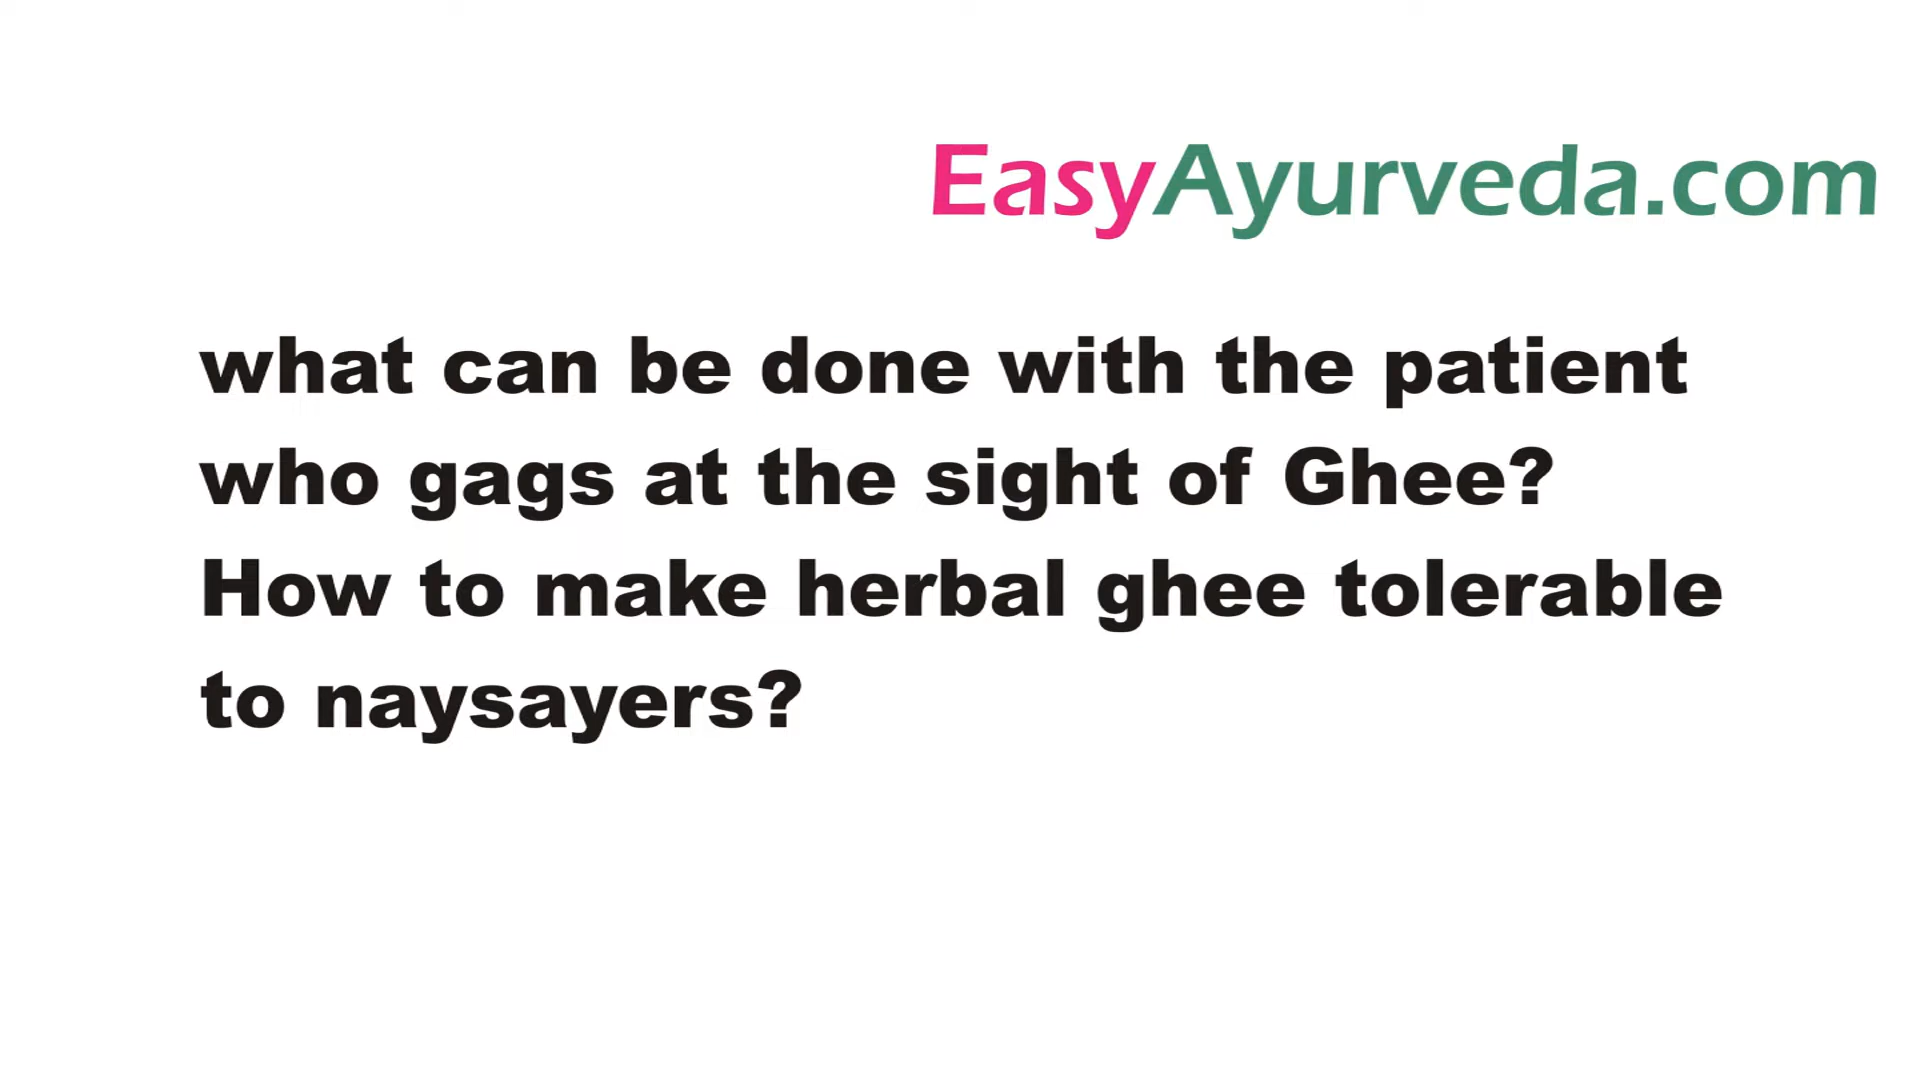 EasyAyurveda.com
what can be done with the patient
who gags at the sight of Ghee?
How to make herbal ghee tolerable
to naysayers?